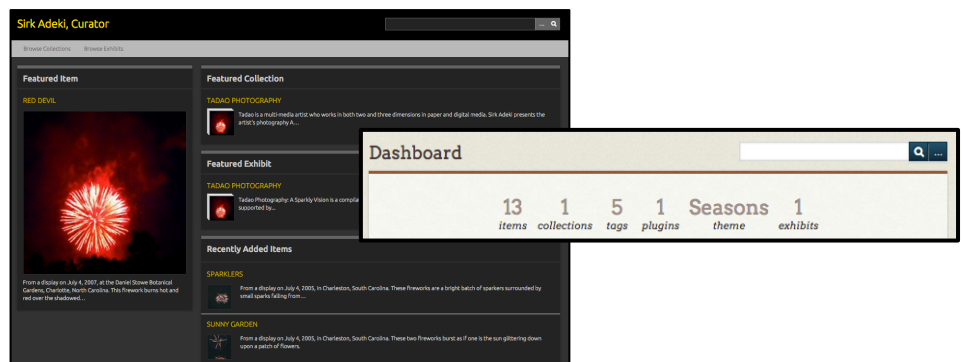 Sirk Adeki, Curator
...
Browse Collections Browse Exhibits
Featured Item
RED DEVIL
From a display on July 4, 2007, at the Daniel Stowe Botanical
Gardens, Charlotte, North Carolina. This firework burns hot and
red over the shadowed...
Featured Collection
TADAO PHOTOGRAPHY
Tadao is a multi-media artist who works in both two and three dimensions in paper and digital media. Sirk Adeki presents the
artist's photography A...
Featured Exhibit
TADAO PHOTOGRAPHY
Tadao Photography: A Sparkly Vision is a
supported by...
Recently Added Items
SPARKLERS
From a display on July 4, 2005, in Charleston, South Carolina. These fireworks are a bright batch of sparkers surrounded by
small sparks falling from...
SUNNY GARDEN
From a display on July 4, 2005, in Charleston, South Carolina. These two fireworks burst as if one is the sun glittering down
upon a patch of flowers.
Dashboard
...
13 1 5 1 Seasons 1
items collections tags plugins theme exhibits